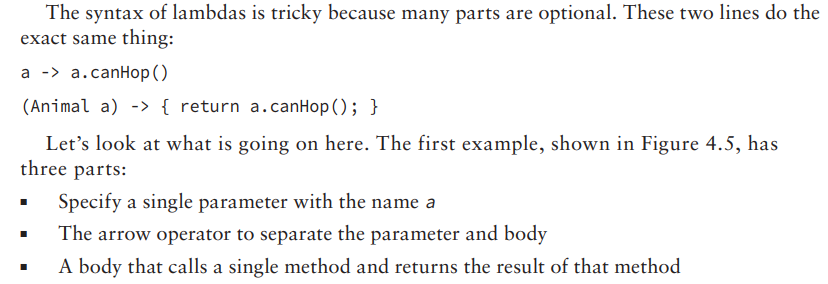 The syntax of lambdas is tricky because many parts are optional. These two lines do the
exact same thing:
a -> a.canHop()
(Animal a) -> { return a.canHop(); }
Let’s look at what is going on here. The first example, shown in Figure 4.5, has
three parts:
▪ Specify a single parameter with the name a
▪ The arrow operator to separate the parameter and body
▪ A body that calls a single method and returns the result of that method